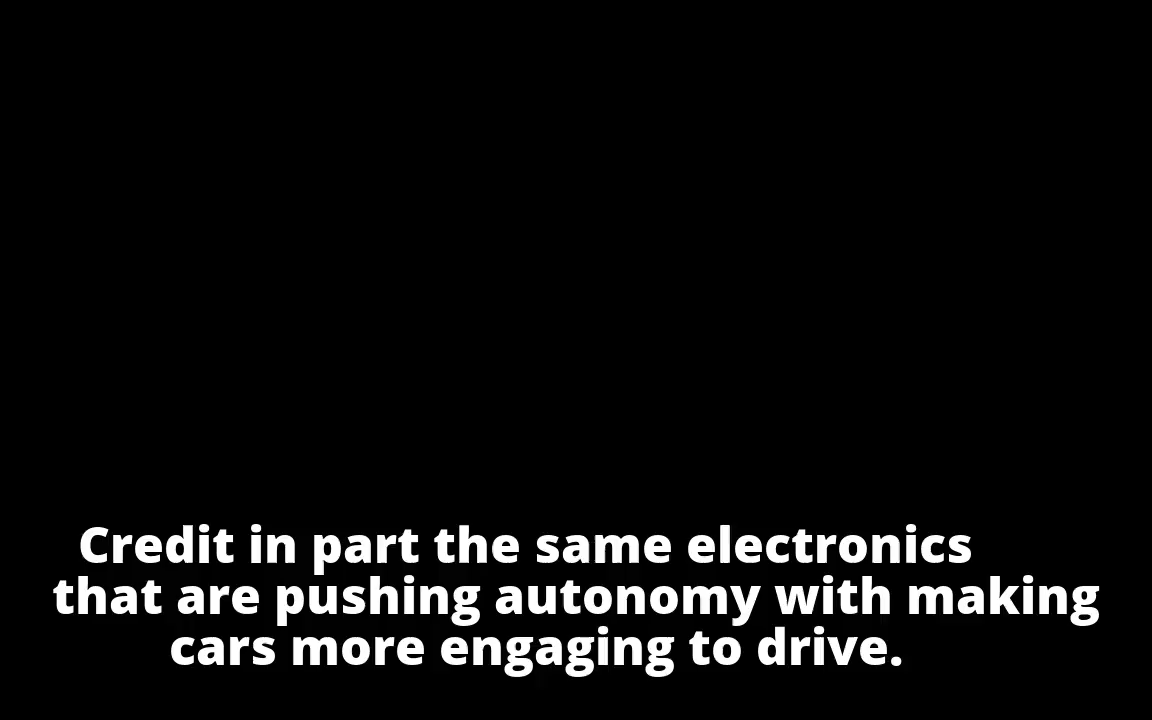 Credit in part the same electronics
that are pushing autonomy with making
cars more engaging to drive.